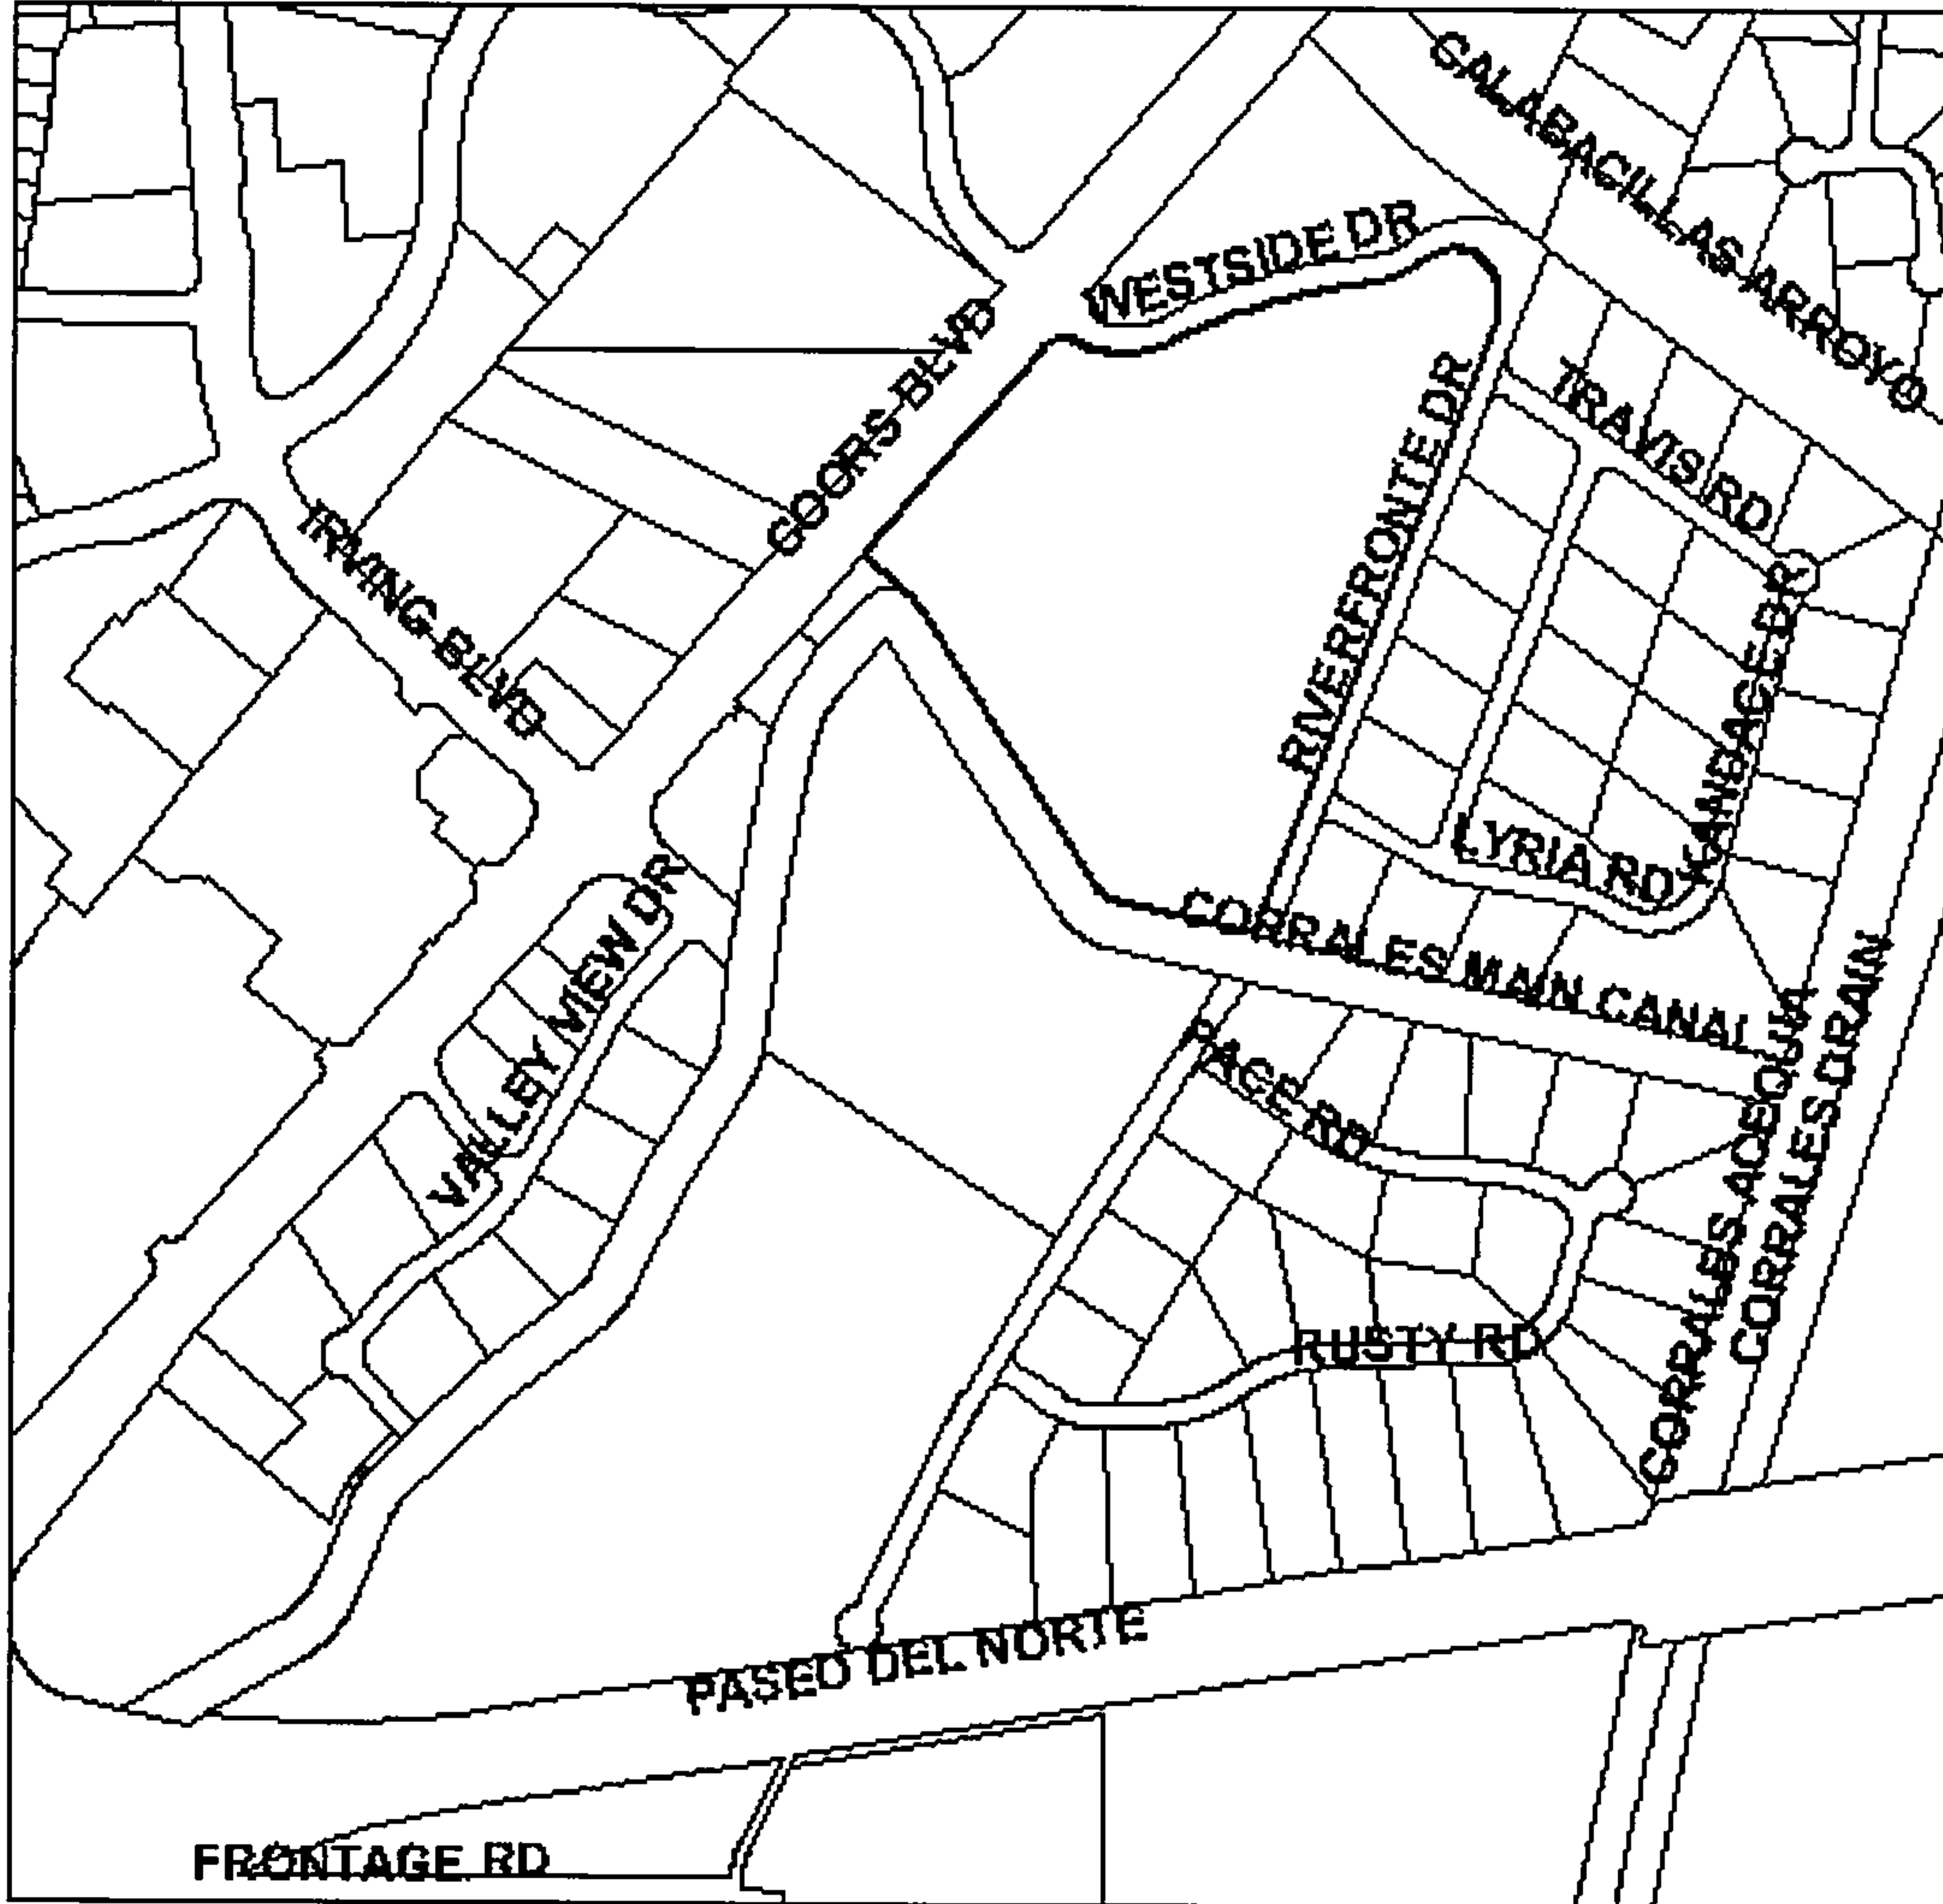 CALABACILLAS ARROYO
WESTSIDE DR
COORS BLVD
TRAVIS RD
RIVERFRONTE DR
IRVING BLVD
LYRIA RD
VALLEY VIEW DR
CORRALES MAIN CANAL
PAGE RD
CORRALES ACEQUIA
CORRALES DRAIN
RUSTY RD
PASEO DEL NORTE
FRONTAGE RD